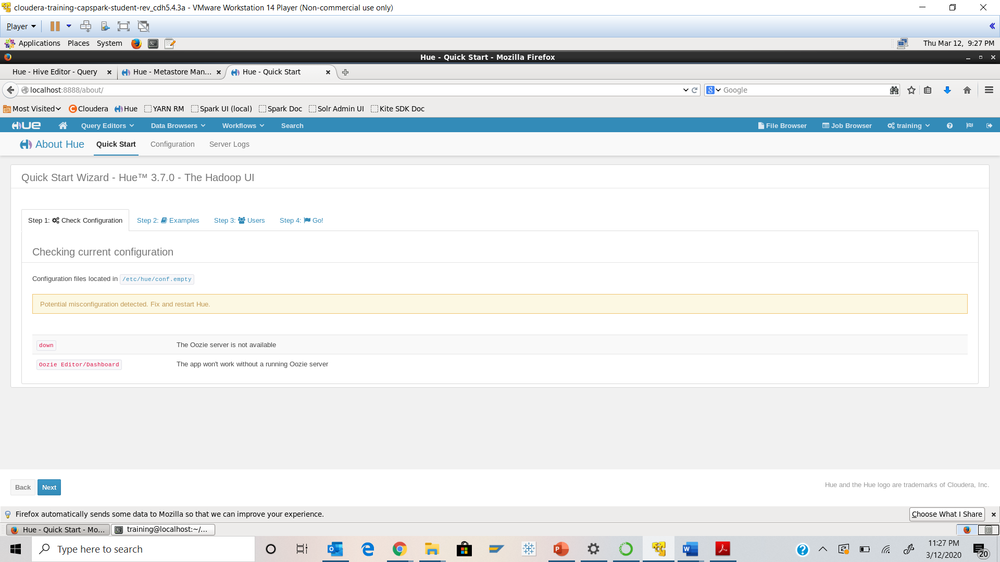 cloudera-training-capspark-student-rev_cdh5.4.3a - VMware Workstation 14 Player (Non-commercial use only)
Player
Applications Places System Thu Mar 12, 9:27 PM
Hue - Quick Start - Mozilla Firefox
Hue - Hive Editor - Query Hue - Metastore Man... Hue - Quick Start
localhost:8888/about/ Google
Most Visited Cloudera Hue YARN RM Spark UI (local) Spark Doc Solr Admin UI Kite SDK Doc
HUE Query Editors Data Browsers Workflows Search File Browser Job Browser training
About Hue Quick Start Configuration Server Logs
Quick Start Wizard - Hue™ 3.7.0 - The Hadoop UI
Step 1: Check Configuration Step 2: Examples Step 3: Users Step 4: Go!
Checking current configuration
Configuration files located in /etc/hue/conf.empty
Potential misconfiguration detected. Fix and restart Hue.
down The Oozie server is not available
Oozie Editor/Dashboard The app won't work without a running Oozie server
Back Next
Hue and the Hue logo are trademarks of Cloudera, Inc.
Firefox automatically sends some data to Mozilla so that we can improve your experience. Choose What I Share
Hue - Quick Start - Mo... training@localhost:~/...
Type here to search
11:27 PM
3/12/2020
20